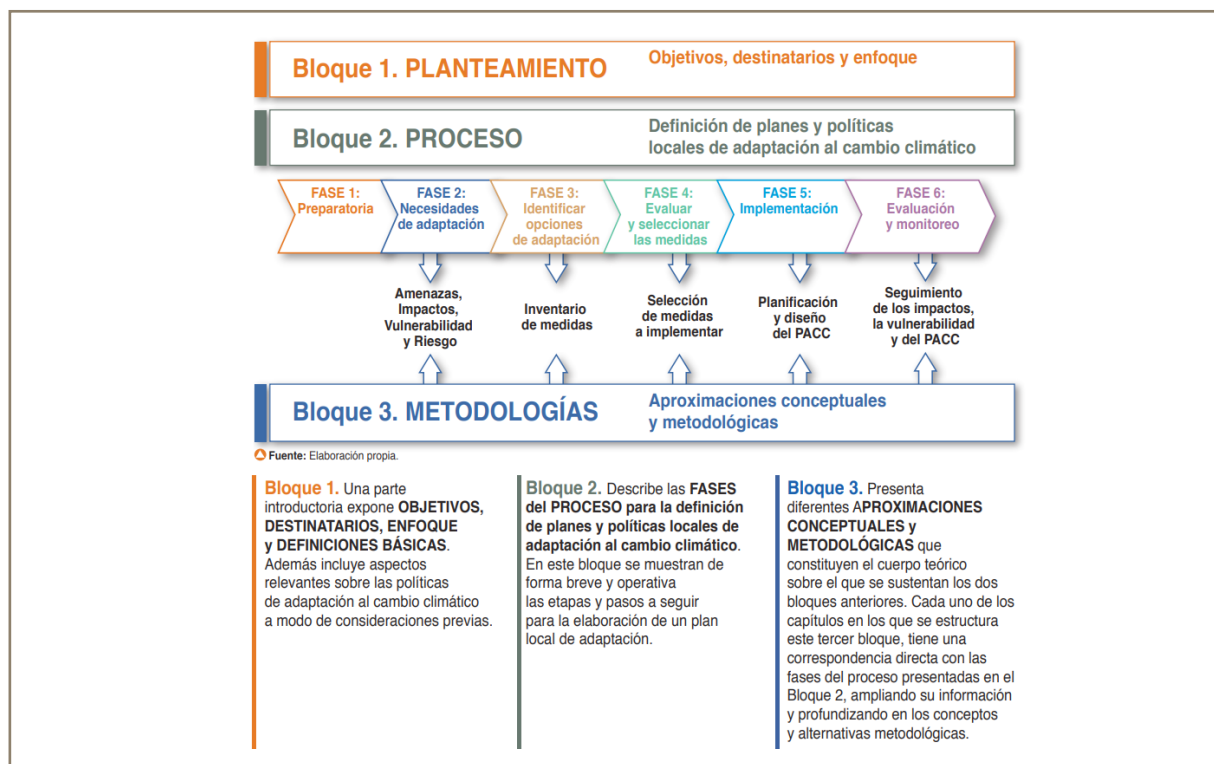 Bloque 1. PLANTEAMIENTO
Objetivos, destinatarios y enfoque
Bloque 2. PROCESO
Definición de planes y políticas
locales de adaptación al cambio climático
FASE 1:
Preparatoria
FASE 2:
Necesidades
de adaptación
FASE 3:
Identificar
opciones
de adaptación
FASE 4:
Evaluar
y seleccionar
las medidas
FASE 5:
Implementación
FASE 6:
Evaluación
y monitoreo
Amenazas,
Impactos,
Vulnerabilidad
y Riesgo
Inventario
de medidas
Selección
de medidas
a implementar
Planificación
y diseño
del PACC
Seguimiento
de los impactos,
la vulnerabilidad
y del PACC
Bloque 3. METODOLOGÍAS
Aproximaciones conceptuales
y metodológicas
Fuente: Elaboración propia.
Bloque 1. Una parte
introductoria expone OBJETIVOS,
DESTINATARIOS, ENFOQUE
y DEFINICIONES BÁSICAS.
Además incluye aspectos
relevantes sobre las políticas
de adaptación al cambio climático
a modo de consideraciones previas.
Bloque 2. Describe las FASES
del PROCESO para la definición
de planes y políticas locales de
adaptación al cambio climático.
En este bloque se muestran de
forma breve y operativa
las etapas y pasos a seguir
para la elaboración de un plan
local de adaptación.
Bloque 3. Presenta
diferentes APROXIMACIONES
CONCEPTUALES y
METODOLÓGICAS que
constituyen el cuerpo teórico
sobre el que se sustentan los dos
bloques anteriores. Cada uno de los
capítulos en los que se estructura
este tercer bloque, tiene una
correspondencia directa con las
fases del proceso presentadas en el
Bloque 2, ampliando su información
y profundizando en los conceptos
y alternativas metodológicas.